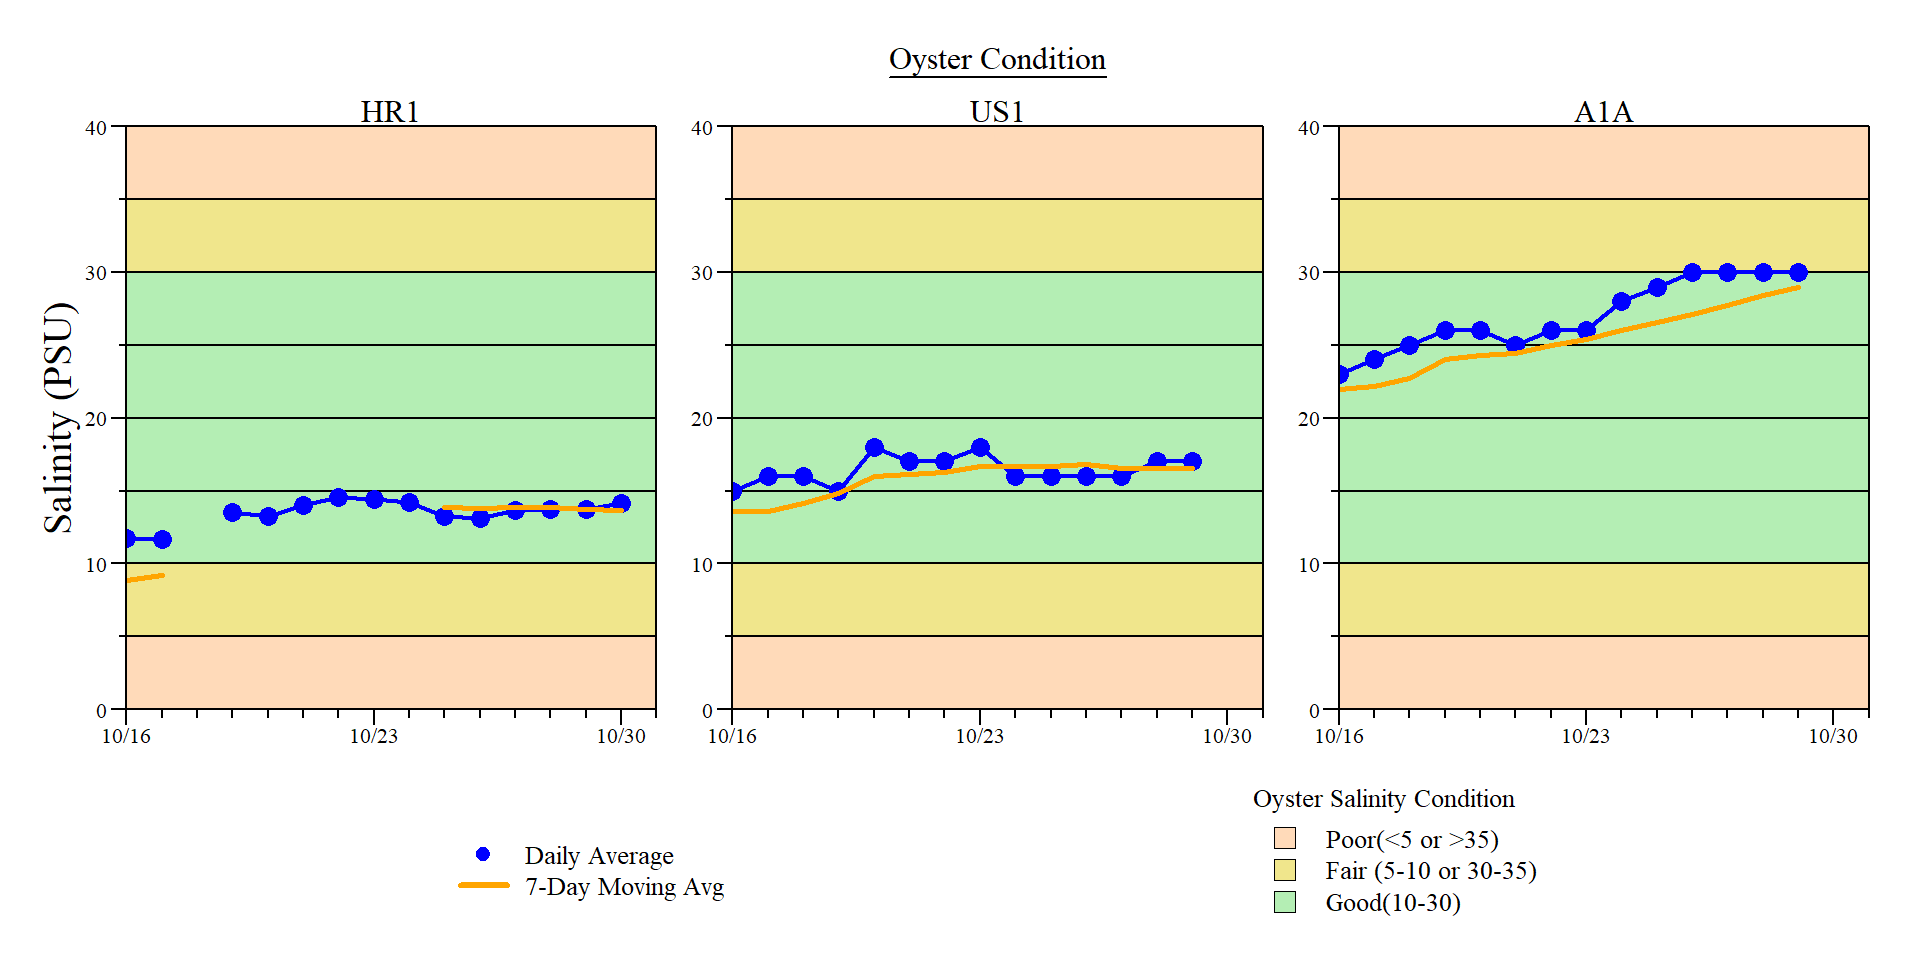 Oyster Condition
HR1
US1
A1A
Salinity (PSU)
40
30
20
10
0
10/16
10/23
10/30
40
30
20
10
0
10/16
10/23
10/30
40
30
20
10
0
10/16
10/23
10/30
Daily Average
7-Day Moving Avg
Oyster Salinity Condition
Poor(<5 or >35)
Fair (5-10 or 30-35)
Good(10-30)